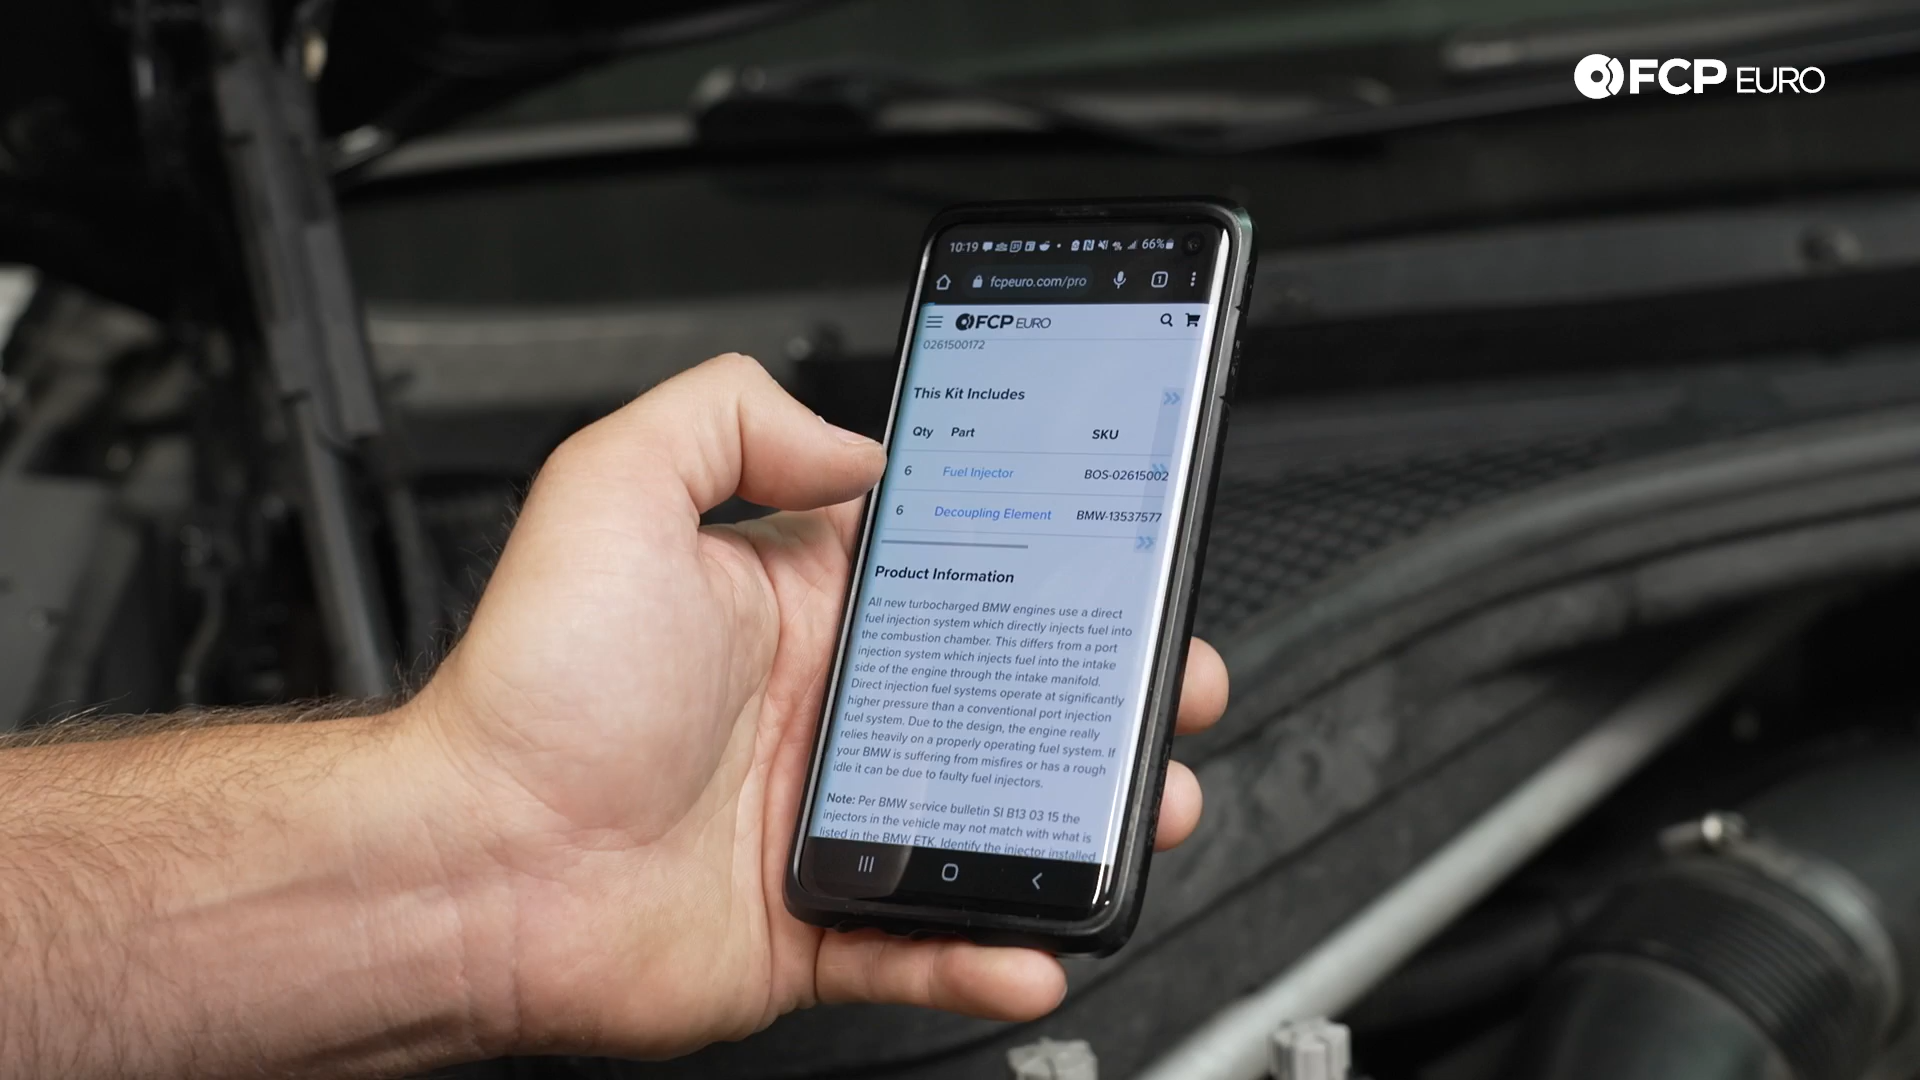 FCP EURO
10:19 66%
fcpeuro.com/pro
FCP EURO
0261500172
This Kit Includes
Qty Part SKU
6 Fuel Injector BOS-02615002
6 Decoupling Element BMW-13537577
Product Information
All new turbocharged BMW engines use a direct
fuel injection system which directly injects fuel into
the combustion chamber. This differs from a port
injection system which injects fuel into the intake
side of the engine through the intake manifold.
Direct injection fuel systems operate at significantly
higher pressure than a conventional port injection
fuel system. Due to the design, the engine really
relies heavily on a properly operating fuel system. If
your BMW is suffering from misfires or has a rough
idle it can be due to faulty fuel injectors.
Note: Per BMW service bulletin SI B13 03 15 the
injectors in the vehicle may not match with what is
listed in the BMW ETK. Identify the injector installed